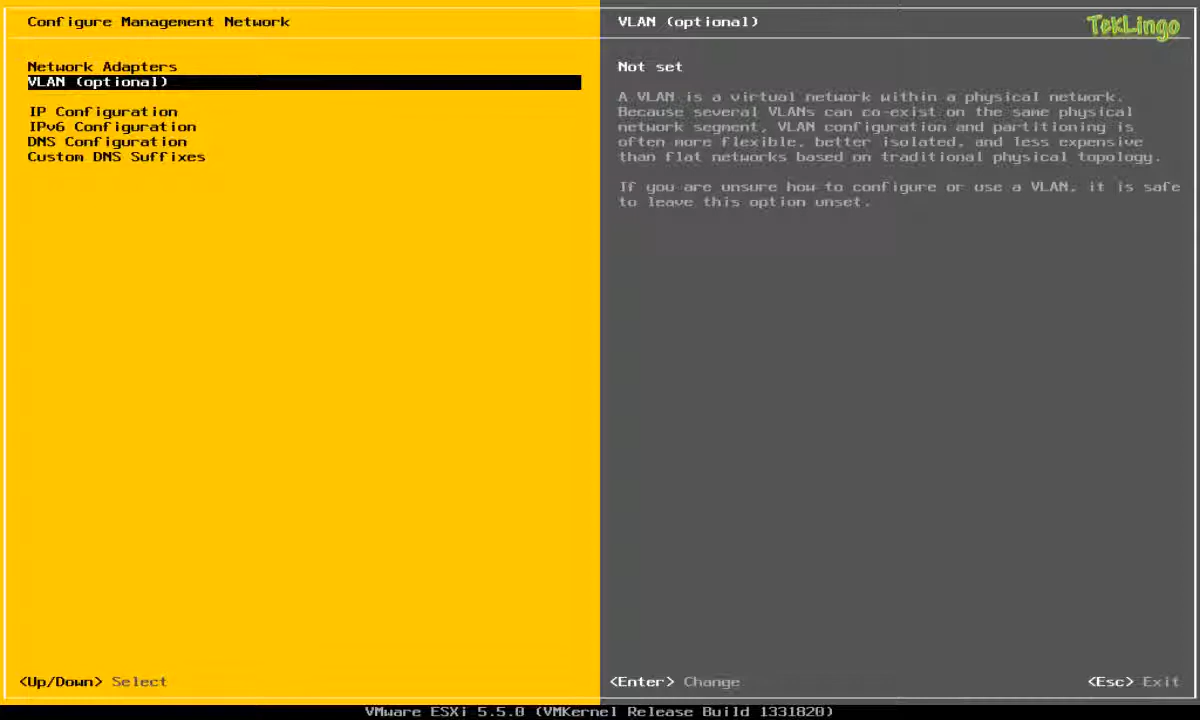 Configure Management Network
VLAN (optional)
TekLingo
Network Adapters
VLAN (optional)
IP Configuration
IPv6 Configuration
DNS Configuration
Custom DNS Suffixes
Not set
A VLAN is a virtual network within a physical network.
Because several VLANs can co-exist on the same physical
network segment, VLAN configuration and partitioning is
often more flexible, better isolated, and less expensive
than flat networks based on traditional physical topology.
If you are unsure how to configure or use a VLAN, it is safe
to leave this option unset.
<Up/Down> Select
<Enter> Change
<Esc> Exit
VMware ESXi 5.5.0 (VMKernel Release Build 1331820)